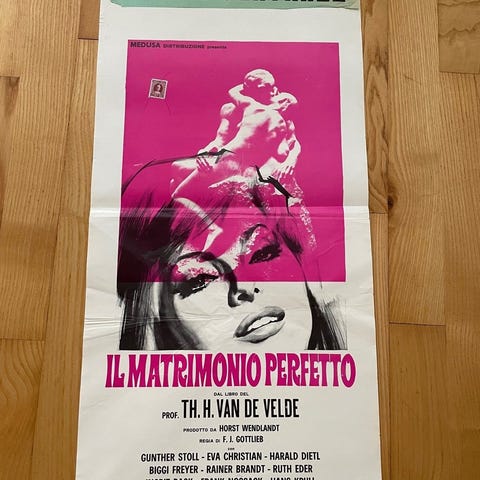 MEDUSA DISTRIBUZIONE presenta
IL MATRIMONIO PERFETTO
DAL LIBRO DEL
PROF. TH. H. VAN DE VELDE
PRODOTTO DA HORST WENDLANDT
REGIA DI F. J. GOTTLIEB
con
GUNTHER STOLL - EVA CHRISTIAN - HARALD DIETL
BIGGI FREYER - RAINER BRANDT - RUTH EDER